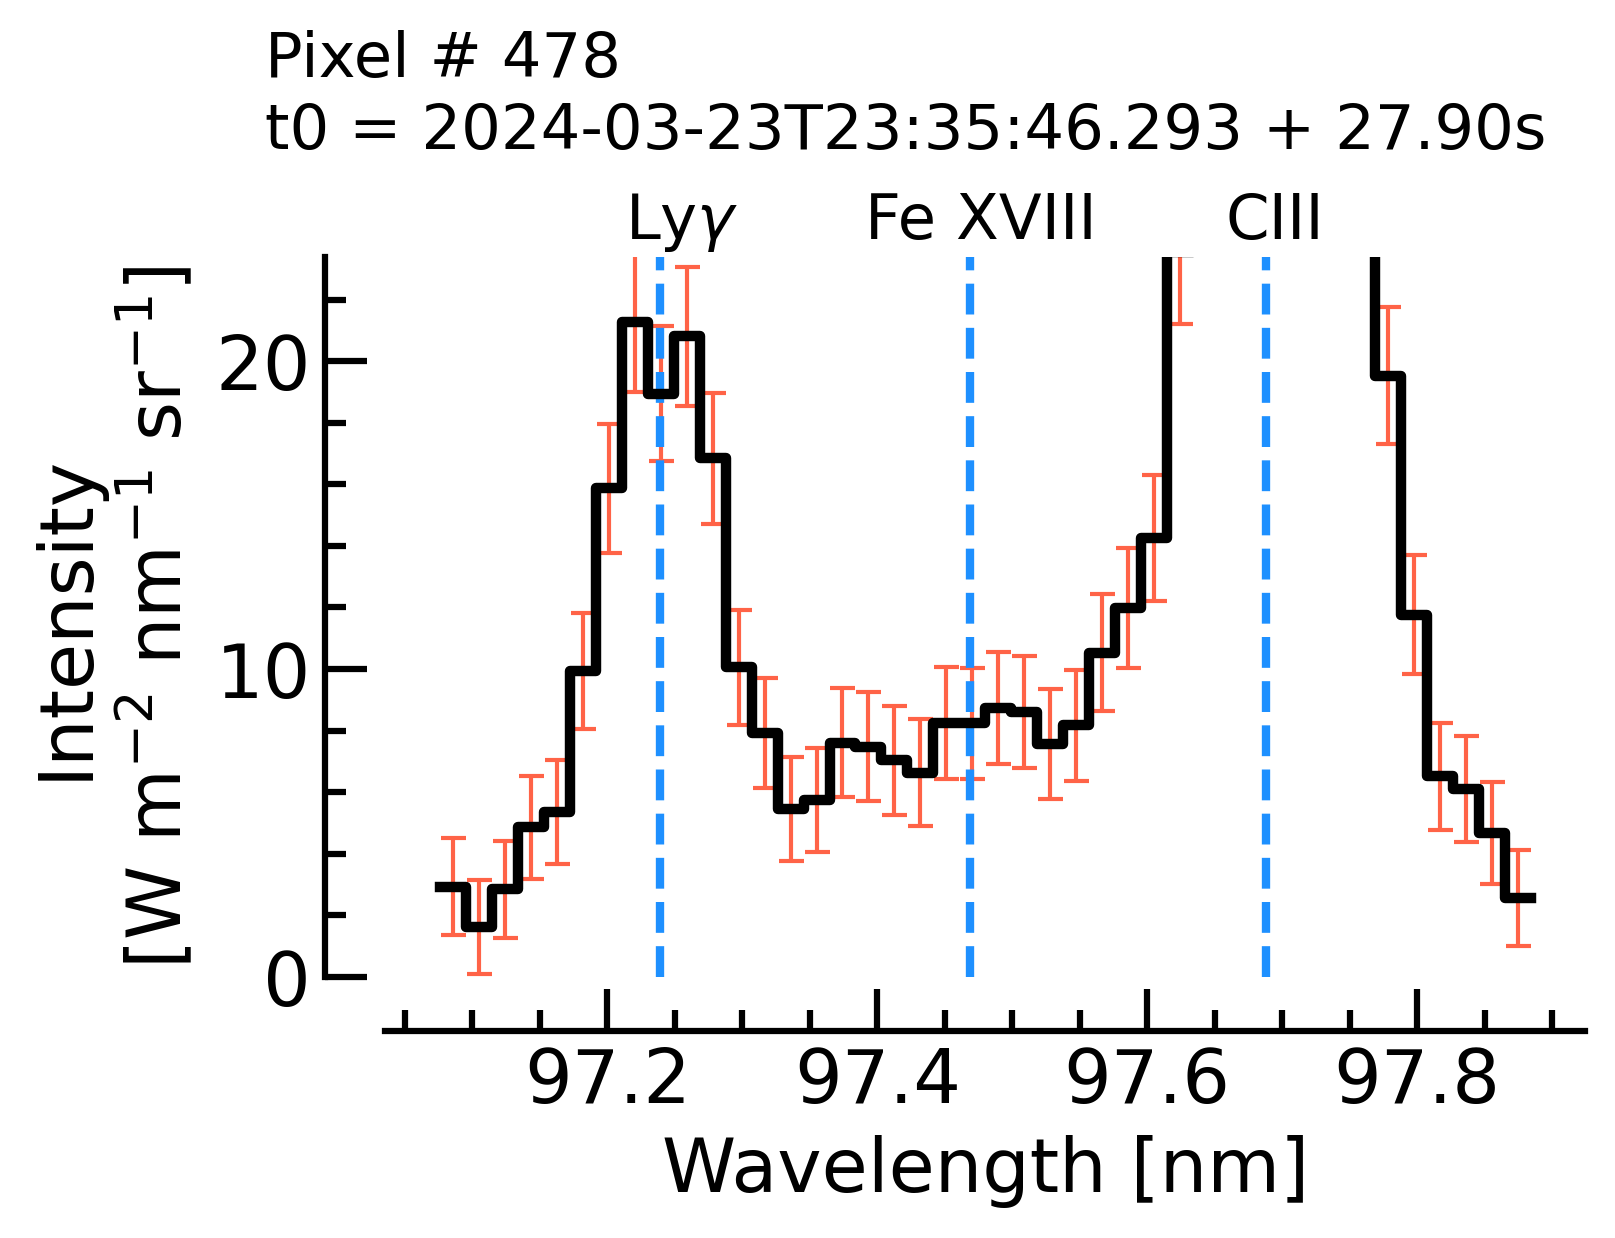 Pixel # 478
t0 = 2024-03-23T23:35:46.293 + 27.90s
Lyγ Fe XVIII CIII
Intensity
[W m⁻² nm⁻¹ sr⁻¹]
20
10
0
97.2 97.4 97.6 97.8
Wavelength [nm]